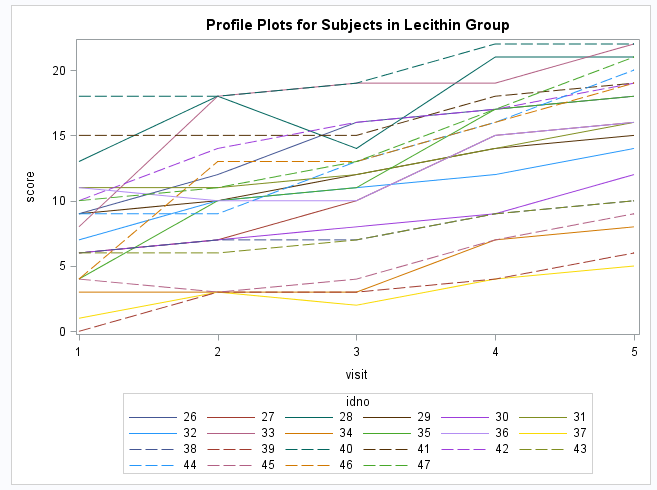 Profile Plots for Subjects in Lecithin Group
20
15
10
5
0
score
1 2 3 4 5
visit
idno
26 27 28 29 30 31
32 33 34 35 36 37
38 39 40 41 42 43
44 45 46 47